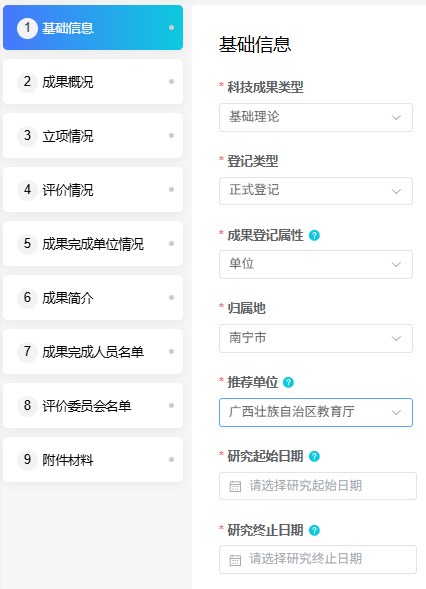 1 基础信息
2 成果概况
3 立项情况
4 评价情况
5 成果完成单位情况
6 成果简介
7 成果完成人员名单
8 评价委员会名单
9 附件材料
基础信息
* 科技成果类型
基础理论
* 登记类型
正式登记
* 成果登记属性 ?
单位
* 归属地
南宁市
* 推荐单位 ?
广西壮族自治区教育厅
* 研究起始日期 ?
请选择研究起始日期
* 研究终止日期 ?
请选择研究终止日期